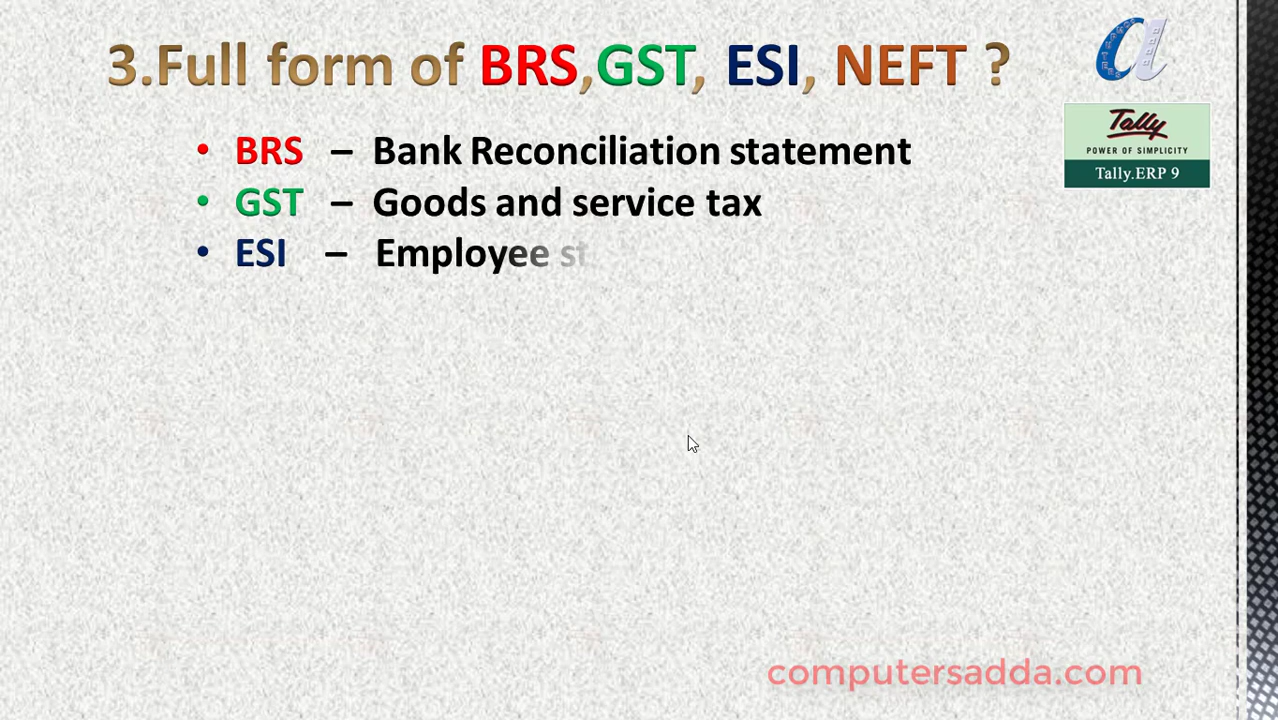 3.Full form of BRS,GST, ESI, NEFT ?
Tally
POWER OF SIMPLICITY
Tally.ERP 9
• BRS – Bank Reconciliation statement
• GST – Goods and service tax
• ESI – Employee st
computersadda.com